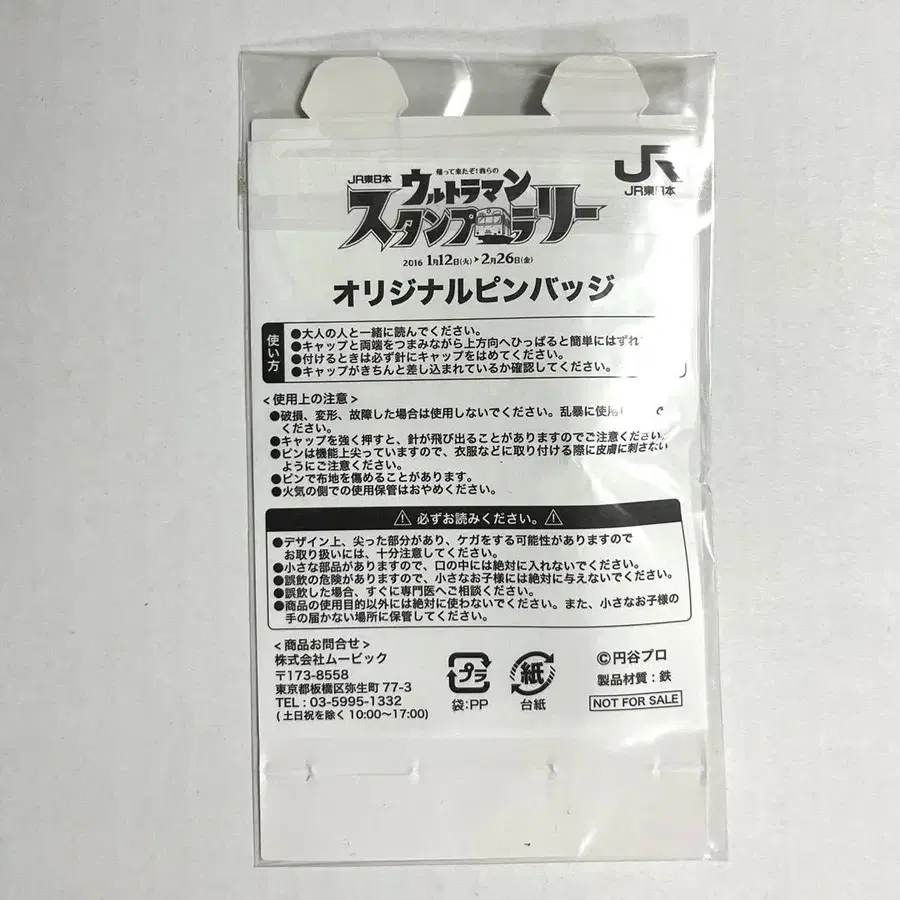 帰って来たぞ!我らの
JR東日本
ウルトラマン
スタンプラリー
JR
JR東日本
2016 1月12日(火)>2月26日(金)
オリジナルピンバッジ
使い方
●大人の人と一緒に読んでください。
●キャップと両端をつまみながら上方向へひっぱると簡単にはずれ
●付けるときは必ず針にキャップをはめてください。
●キャップがきちんと差し込まれているか確認してください。
<使用上の注意>
●破損、変形、故障した場合は使用しないでください。乱暴に使用
ください。
●キャップを強く押すと、針が飛び出ることがありますのでご注意ください。
●ピンは機能上尖っていますので、衣服などに取り付ける際に皮膚に刺さない
ようにご注意ください。
●ピンで布地を傷めることがあります。
●火気の側での使用保管はおやめください。
必ずお読みください。
●デザイン上、尖った部分があり、ケガをする可能性がありますので
お取り扱いには、十分注意してください。
●小さな部品がありますので、口の中には絶対に入れないでください。
●誤飲の危険がありますので、小さなお子様には絶対に与えないでください。
●誤飲した場合、すぐに専門医へご相談ください。
●商品の使用目的以外には絶対に使わないでください。また、小さなお子様の
手の届かない場所に保管してください。
<商品お問合せ>
株式会社ムービック
〒173-8558
東京都板橋区弥生町77-3
TEL:03-5995-1332
(土日祝を除く10:00〜17:00)
プラ
袋:PP
紙
台紙
©円谷プロ
製品材質:鉄
NOT FOR SALE